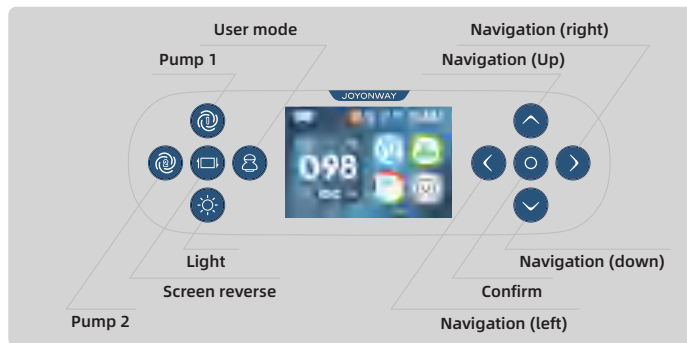 User mode
Navigation (right)
Pump 1
Navigation (Up)
JOYONWAY
098
Light
Navigation (down)
Screen reverse
Confirm
Pump 2
Navigation (left)